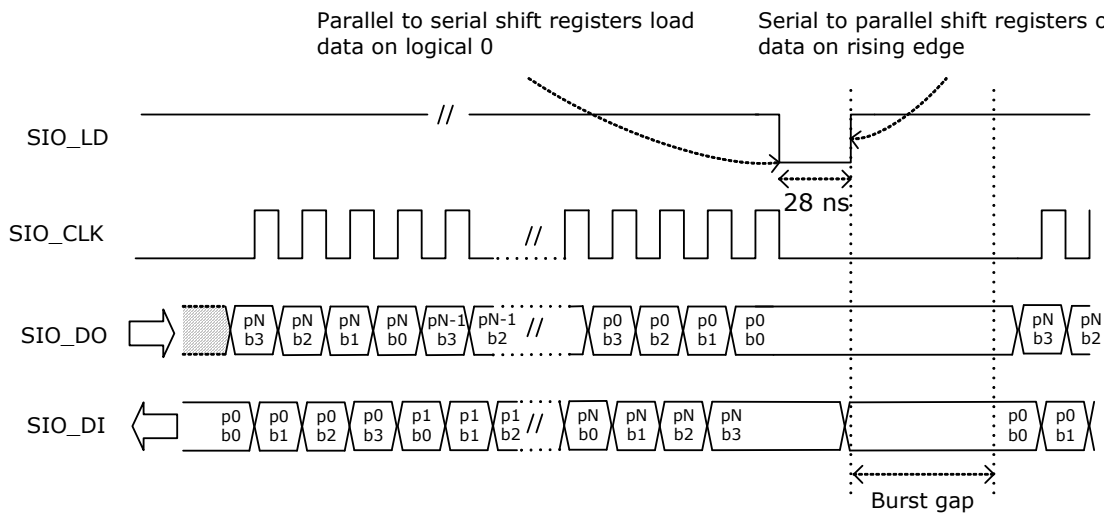 Parallel to serial shift registers load
data on logical 0
Serial to parallel shift registers o
data on rising edge
//
SIO_LD
28 ns
SIO_CLK
//
SIO_DO
pN pN pN pN pN-1 pN-1 // p0 p0 p0 p0 pN pN
b3 b2 b1 b0 b3 b2 b3 b2 b1 b0 b3 b2
SIO_DI
p0 p0 p0 p0 p1 p1 p1 // pN pN pN pN p0 p0
b0 b1 b2 b3 b0 b1 b2 b0 b1 b2 b3 b0 b1
Burst gap